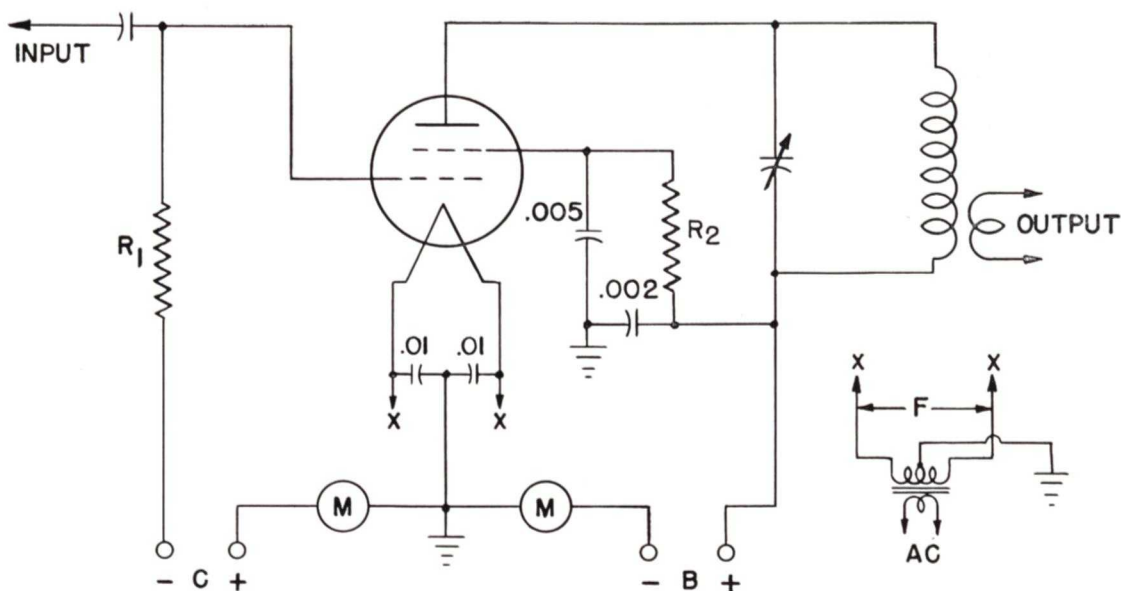 INPUT
R1
.005
R2
.002
OUTPUT
.01 .01
X X
M M
- C +
- B +
X X
F
AC